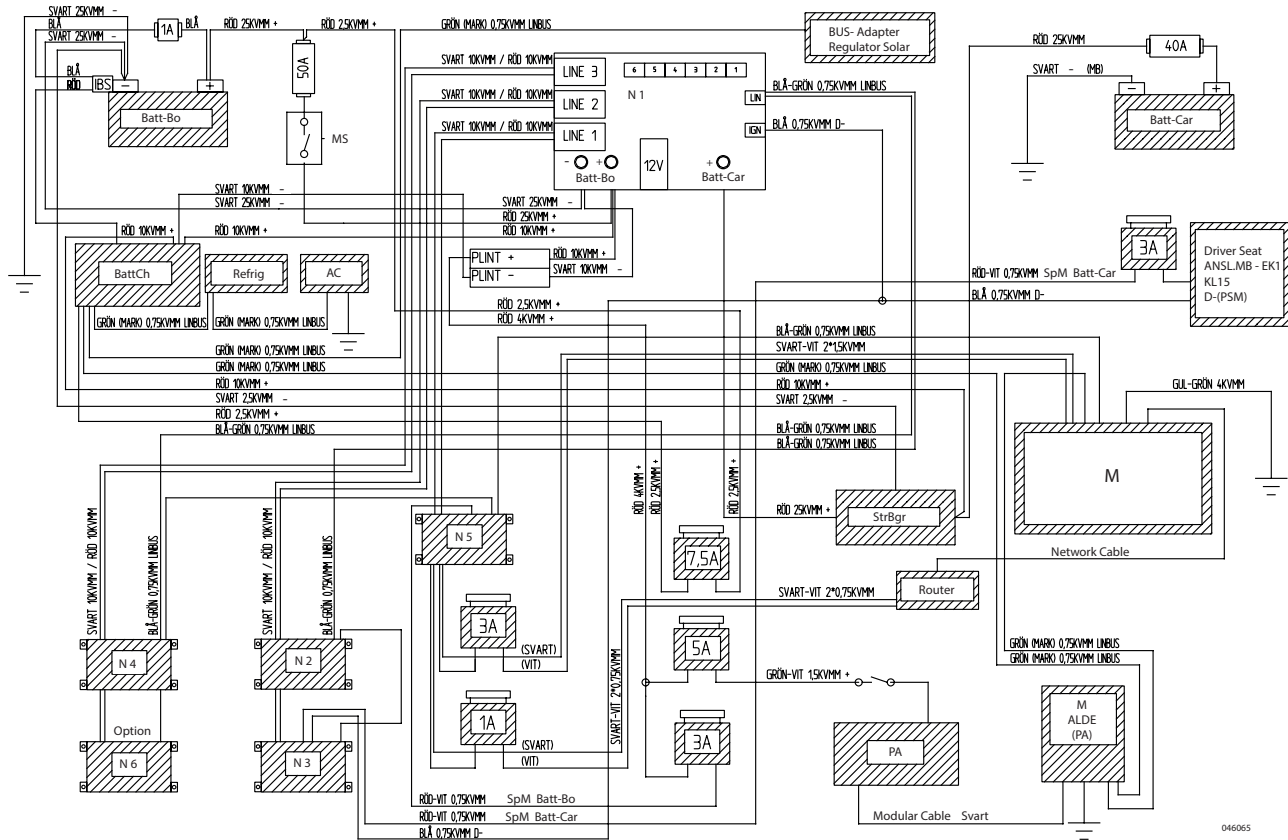 SVART 25KVMM -
BLÅ
SVART 25KVMM -
1A
BLÅ
RÖD 25KVMM +
RÖD 2,5KVMM +
GRÖN (MARK) 0,75KVMM LINBUS
BUS- Adapter
Regulator Solar
RÖD 25KVMM
40A
50A
SVART 10KVMM / RÖD 10KVMM
LINE 3
6 5 4 3 2 1
N 1
BLÅ
RÖD
IBS
-
+
Batt-Bo
SVART 10KVMM / RÖD 10KVMM
LINE 2
LIN
BLÅ-GRÖN 0,75KVMM LINBUS
SVART - (MB)
-
+
Batt-Car
MS
SVART 10KVMM / RÖD 10KVMM
LINE 1
IGN
BLÅ 0,75KVMM D-
- +
Batt-Bo
12V
+
Batt-Car
SVART 10KVMM -
SVART 25KVMM -
SVART 25KVMM -
RÖD 25KVMM +
RÖD 10KVMM +
RÖD 10KVMM +
RÖD 10KVMM +
BattCh
Refrig
AC
PLINT +
RÖD 10KVMM +
PLINT -
SVART 10KVMM -
3A
Driver Seat
ANSL.MB - EK1
KL15
D-(PSM)
RÖD-VIT 0,75KVMM SpM Batt-Car
BLÅ 0,75KVMM D-
RÖD 2,5KVMM +
RÖD 4KVMM +
GRÖN (MARK) 0,75KVMM LINBUS
GRÖN (MARK) 0,75KVMM LINBUS
BLÅ-GRÖN 0,75KVMM LINBUS
SVART-VIT 2*1,5KVMM
GRÖN (MARK) 0,75KVMM LINBUS
GRÖN (MARK) 0,75KVMM LINBUS
GRÖN (MARK) 0,75KVMM LINBUS
RÖD 10KVMM +
RÖD 10KVMM +
SVART 2,5KVMM -
SVART 2,5KVMM -
RÖD 2,5KVMM +
BLÅ-GRÖN 0,75KVMM LINBUS
BLÅ-GRÖN 0,75KVMM LINBUS
BLÅ-GRÖN 0,75KVMM LINBUS
GUL-GRÖN 4KVMM
M
RÖD 4KVMM +
RÖD 2,5KVMM +
RÖD 2,5KVMM +
RÖD 25KVMM +
StrBgr
Network Cable
SVART 10KVMM / RÖD 10KVMM
BLÅ-GRÖN 0,75KVMM LINBUS
SVART 10KVMM / RÖD 10KVMM
BLÅ-GRÖN 0,75KVMM LINBUS
N 5
7,5A
SVART-VIT 2*0,75KVMM
Router
3A
5A
N 4
N 2
(SVART)
(VIT)
SVART-VIT 2*0,75KVMM
GRÖN-VIT 1,5KVMM +
GRÖN (MARK) 0,75KVMM LINBUS
GRÖN (MARK) 0,75KVMM LINBUS
M
ALDE
(PA)
Option
1A
3A
PA
N 6
N 3
(SVART)
(VIT)
RÖD-VIT 0,75KVMM SpM Batt-Bo
RÖD-VIT 0,75KVMM SpM Batt-Car
BLÅ 0,75KVMM D-
Modular Cable Svart
046065